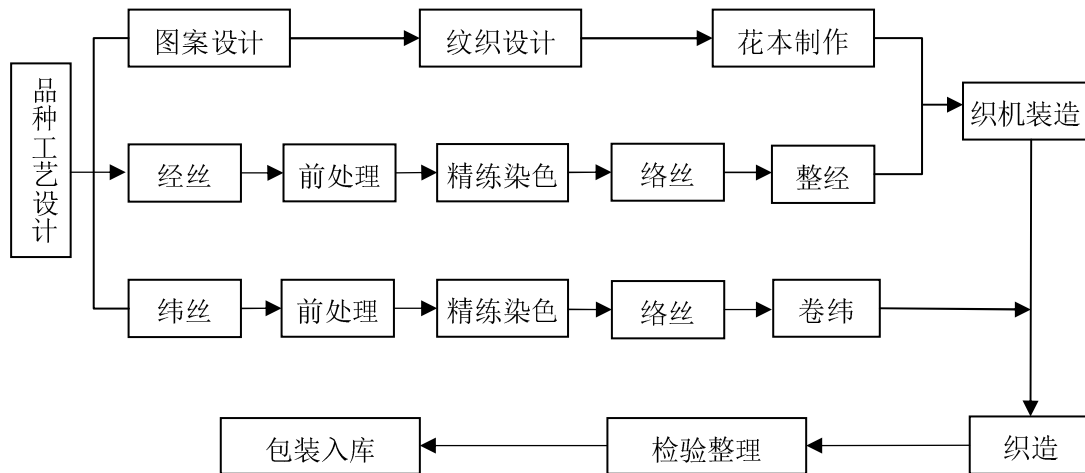 品种工艺设计
图案设计
纹织设计
花本制作
织机装造
经丝
前处理
精练染色
络丝
整经
纬丝
前处理
精练染色
络丝
卷纬
包装入库
检验整理
织造